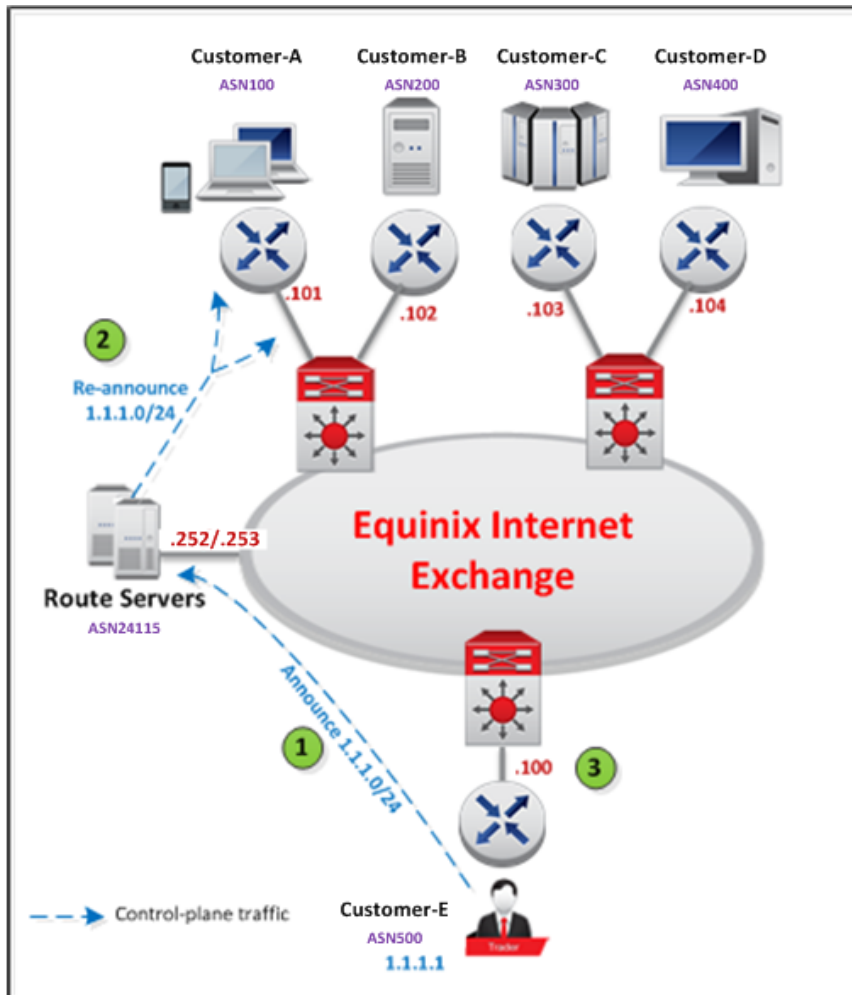 Customer-A
ASN100
Customer-B
ASN200
Customer-C
ASN300
Customer-D
ASN400
.101
.102
.103
.104
2
Re-announce
1.1.1.0/24
.252/.253
Equinix Internet
Exchange
Route Servers
ASN24115
1
Announce 1.1.1.0/24
.100
3
Control-plane traffic
Customer-E
ASN500
1.1.1.1
Trador